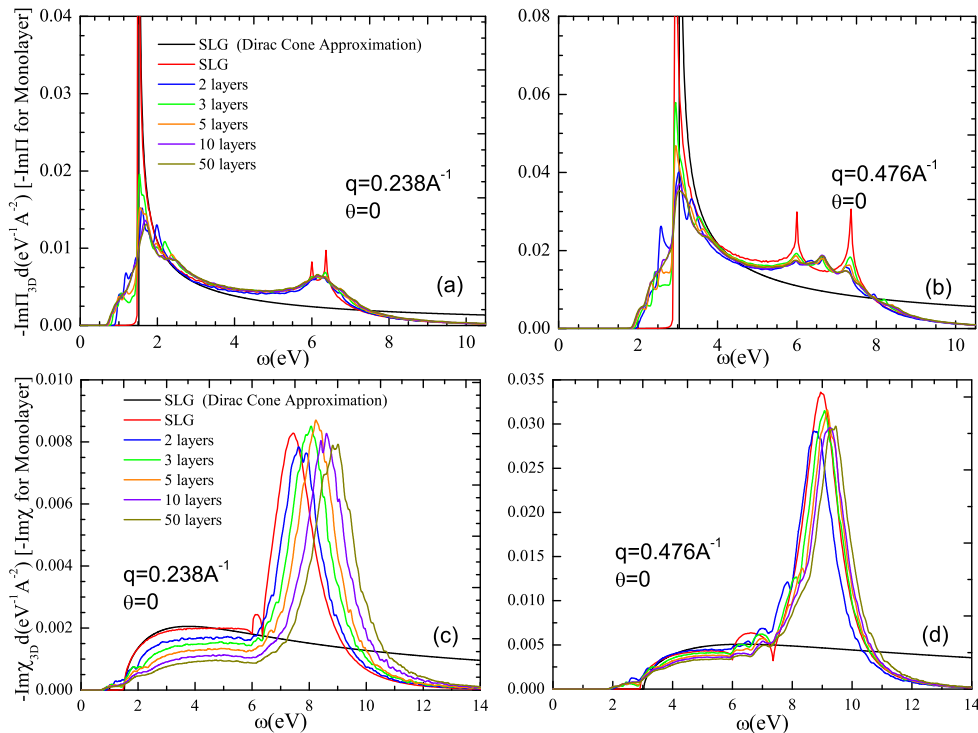 -ImΠ3Dd(eV-1A-2) [-ImΠ for Monolayer]
0.04
0.03
0.02
0.01
0.00
SLG (Dirac Cone Approximation)
SLG
2 layers
3 layers
5 layers
10 layers
50 layers
q=0.238A-1
θ=0
(a)
0 2 4 6 8 10
ω(eV)
0.08
0.06
0.04
0.02
0.00
q=0.476A-1
θ=0
(b)
0 2 4 6 8 10
ω(eV)
-Imχ3Dd(eV-1A-2) [-Imχ for Monolayer]
0.010
0.008
0.006
0.004
0.002
0.000
SLG (Dirac Cone Approximation)
SLG
2 layers
3 layers
5 layers
10 layers
50 layers
q=0.238A-1
θ=0
(c)
0 2 4 6 8 10 12 14
ω(eV)
0.035
0.030
0.025
0.020
0.015
0.010
0.005
0.000
q=0.476A-1
θ=0
(d)
0 2 4 6 8 10 12 14
ω(eV)